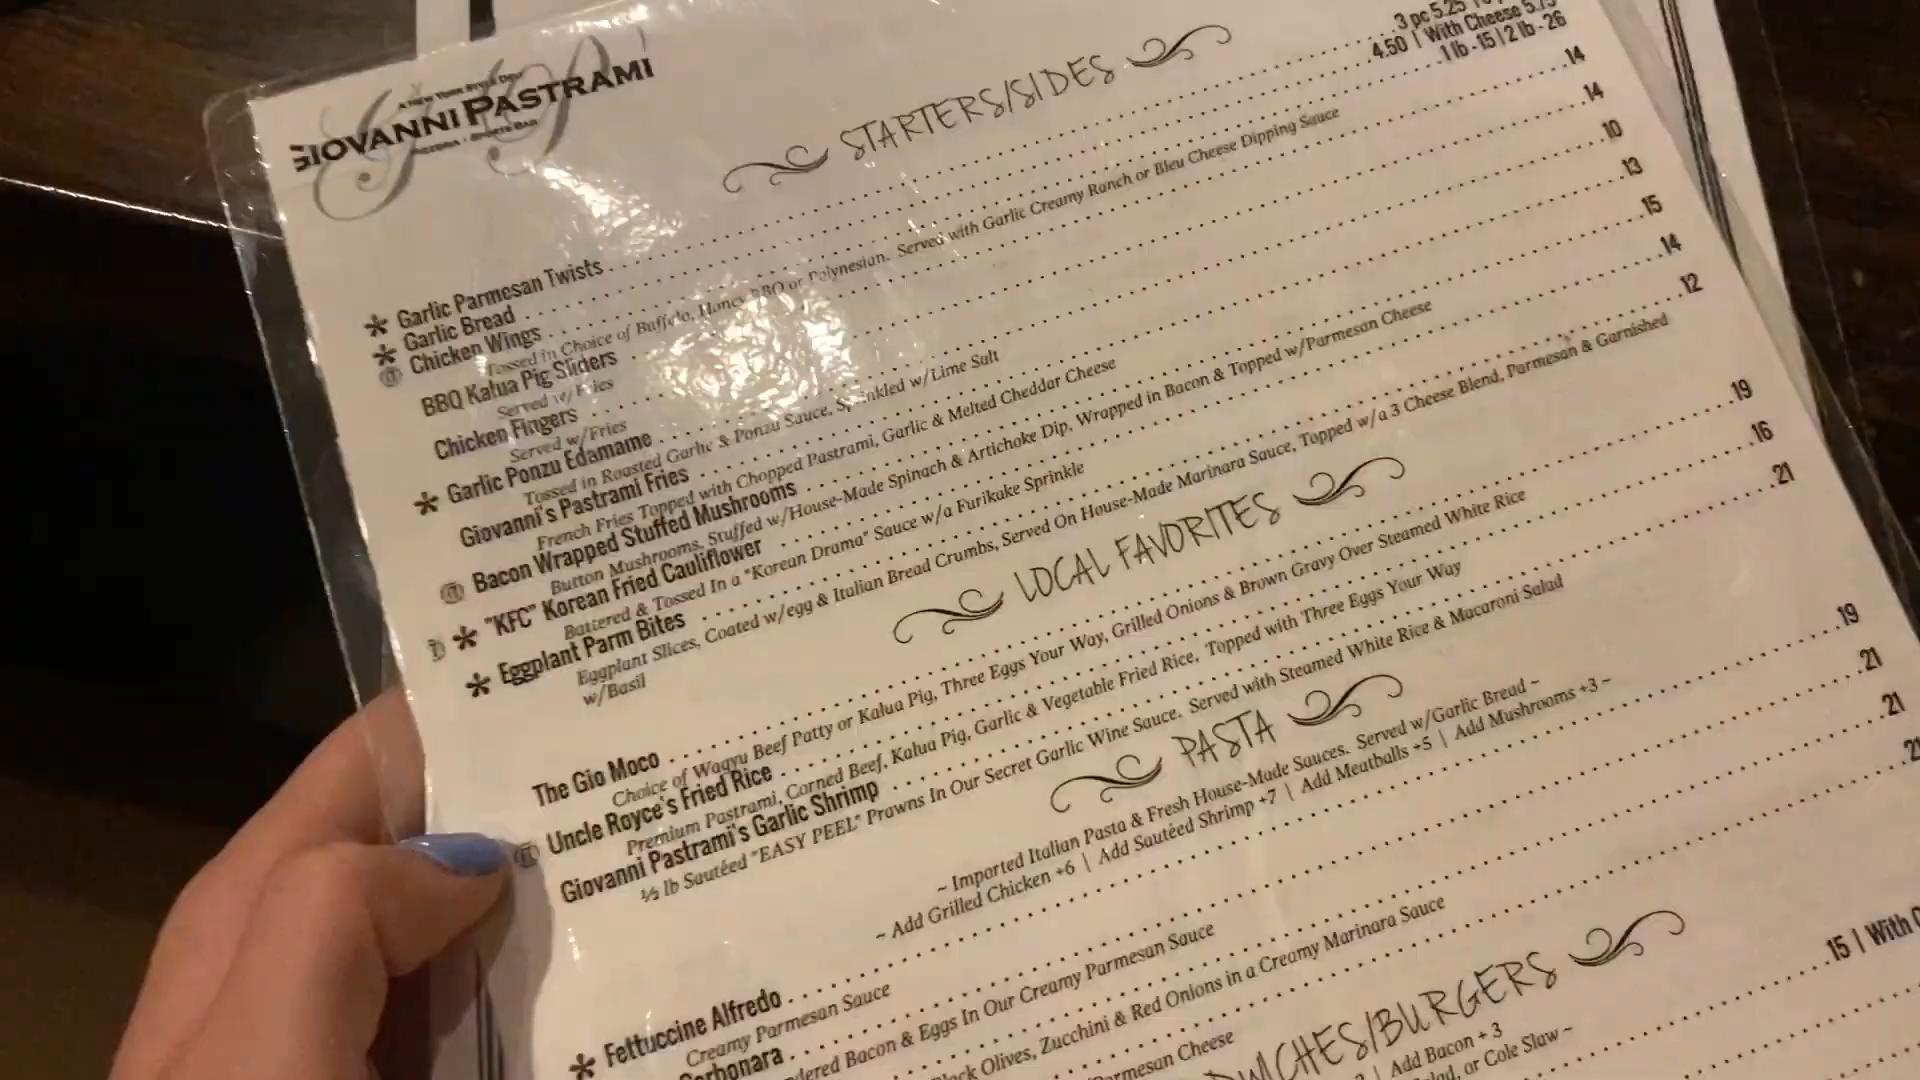 A NEW YORK STYLE DELI
GIOVANNI PASTRAMI
PIZZERIA · SPORTS BAR
STARTERS/SIDES
* Garlic Parmesan Twists 3 pc 5.25
* Garlic Bread 4.50 | With Cheese 5.75
Chicken Wings 1 lb - 15 | 2 lb - 26
Tossed in Choice of Buffalo, Honey BBQ or Polynesian. Served with Garlic Creamy Ranch or Bleu Cheese Dipping Sauce
BBQ Kalua Pig Sliders 14
Served w/Fries
Chicken Fingers 14
Served w/Fries
* Garlic Ponzu Edamame 10
Tossed in Roasted Garlic & Ponzu Sauce, Sprinkled w/Lime Salt
Giovanni's Pastrami Fries 13
French Fries Topped with Chopped Pastrami, Garlic & Melted Cheddar Cheese
Bacon Wrapped Stuffed Mushrooms 15
Button Mushrooms, Stuffed w/House-Made Spinach & Artichoke Dip, Wrapped in Bacon & Topped w/Parmesan Cheese
* "KFC" Korean Fried Cauliflower 14
Battered & Tossed In a "Korean Drama" Sauce w/a Furikake Sprinkle
* Eggplant Parm Bites 12
Eggplant Slices, Coated w/egg & Italian Bread Crumbs, Served On House-Made Marinara Sauce, Topped w/a 3 Cheese Blend, Parmesan & Garnished
w/Basil
LOCAL FAVORITES
The Gio Moco 19
Choice of Wagyu Beef Patty or Kalua Pig, Three Eggs Your Way, Grilled Onions & Brown Gravy Over Steamed White Rice
Uncle Royce's Fried Rice 16
Premium Pastrami, Corned Beef, Kalua Pig, Garlic & Vegetable Fried Rice, Topped with Three Eggs Your Way
Giovanni Pastrami's Garlic Shrimp 21
½ lb Sautéed "EASY PEEL" Prawns In Our Secret Garlic Wine Sauce. Served with Steamed White Rice & Macaroni Salad
PASTA
~ Imported Italian Pasta & Fresh House-Made Sauces. Served w/Garlic Bread ~
~ Add Grilled Chicken +6 | Add Sautéed Shrimp +7 | Add Meatballs +5 | Add Mushrooms +3 ~
* Fettuccine Alfredo 19
Creamy Parmesan Sauce
Carbonara 21
Bacon & Eggs In Our Creamy Parmesan Sauce
21
Olives, Zucchini & Red Onions in a Creamy Marinara Sauce
Cheese
/BURGERS
Add Bacon + 3
or Cole Slaw ~
15 | With